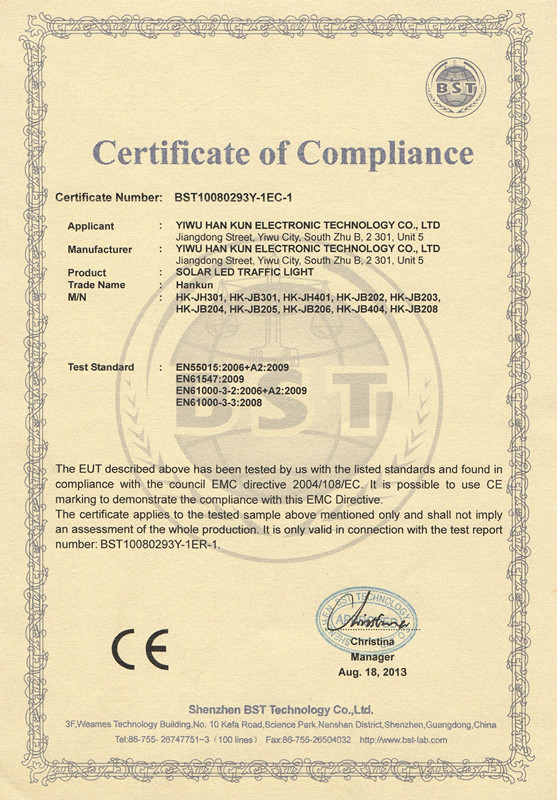 BST
Certificate of Compliance
Certificate Number: BST10080293Y-1EC-1
Applicant : YIWU HAN KUN ELECTRONIC TECHNOLOGY CO., LTD
Jiangdong Street, Yiwu City, South Zhu B, 2 301, Unit 5
Manufacturer : YIWU HAN KUN ELECTRONIC TECHNOLOGY CO., LTD
Jiangdong Street, Yiwu City, South Zhu B, 2 301, Unit 5
Product : SOLAR LED TRAFFIC LIGHT
Trade Name : Hankun
M/N : HK-JH301, HK-JB301, HK-JH401, HK-JB202, HK-JB203,
HK-JB204, HK-JB205, HK-JB206, HK-JB404, HK-JB208
Test Standard : EN55015:2006+A2:2009
EN61547:2009
EN61000-3-2:2006+A2:2009
EN61000-3-3:2008
BST
The EUT described above has been tested by us with the listed standards and found in
compliance with the council EMC directive 2004/108/EC. It is possible to use CE
marking to demonstrate the compliance with this EMC Directive.
The certificate applies to the tested sample above mentioned only and shall not imply
an assessment of the whole production. It is only valid in connection with the test report
number: BST10080293Y-1ER-1.
CE
Christina
Manager
Aug. 18, 2013
Shenzhen BST Technology Co.,Ltd.
3F,Weames Technology Building,No. 10 Kefa Road,Science Park,Nanshan District,Shenzhen,Guangdong,China
Tel:86-755- 26747751~3 (100 lines) Fax:86-755-26504032 http://www.bst-lab.com